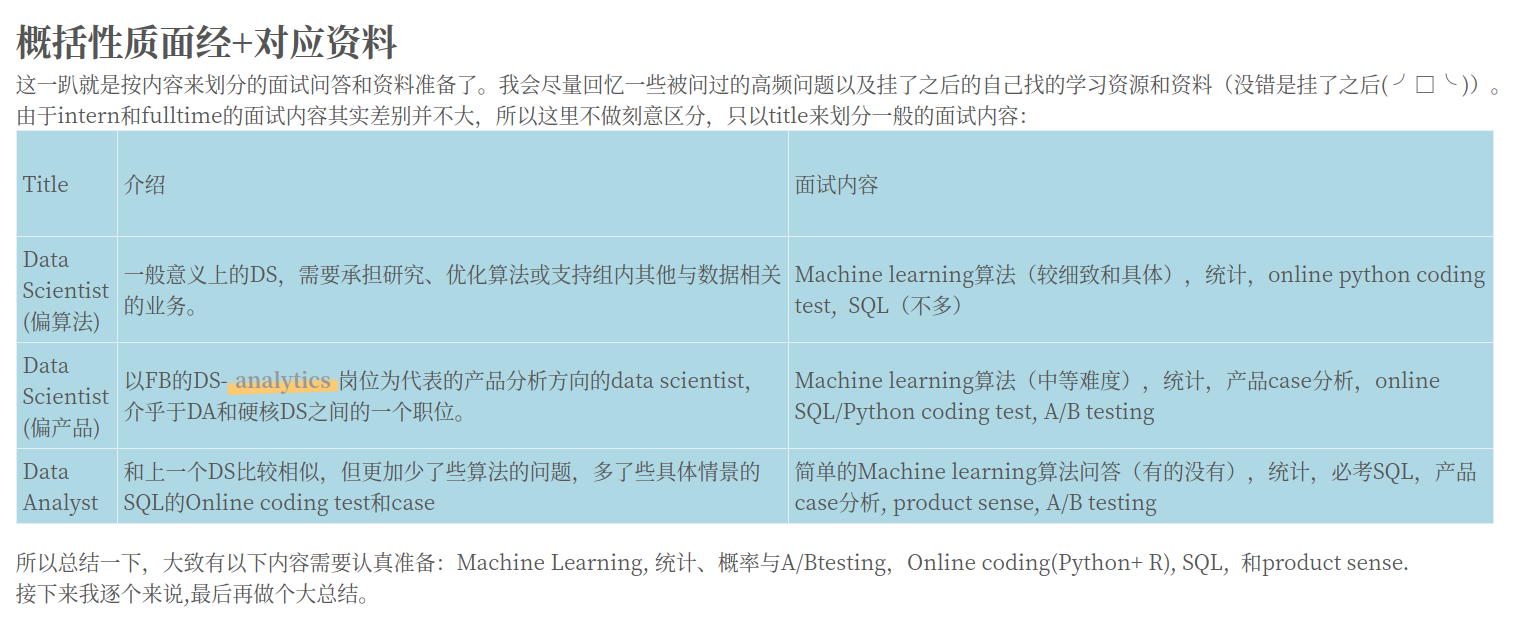 概括性质面经+对应资料
这一趴就是按内容来划分的面试问答和资料准备了。我会尽量回忆一些被问过的高频问题以及挂了之后的自己找的学习资源和资料（没错是挂了之后(╯□╰)）。
由于intern和fulltime的面试内容其实差别并不大，所以这里不做刻意区分，只以title来划分一般的面试内容：
Title
介绍
面试内容
Data
Scientist
(偏算法)
一般意义上的DS，需要承担研究、优化算法或支持组内其他与数据相关
的业务。
Machine learning算法（较细致和具体），统计，online python coding
test，SQL（不多）
Data
Scientist
(偏产品)
以FB的DS- analytics 岗位为代表的产品分析方向的data scientist，
介乎于DA和硬核DS之间的一个职位。
Machine learning算法（中等难度），统计，产品case分析，online
SQL/Python coding test, A/B testing
Data
Analyst
和上一个DS比较相似，但更加少了些算法的问题，多了些具体情景的
SQL的Online coding test和case
简单的Machine learning算法问答（有的没有），统计，必考SQL，产品
case分析, product sense, A/B testing
所以总结一下，大致有以下内容需要认真准备：Machine Learning, 统计、概率与A/Btesting，Online coding(Python+ R), SQL，和product sense.
接下来我逐个来说,最后再做个大总结。